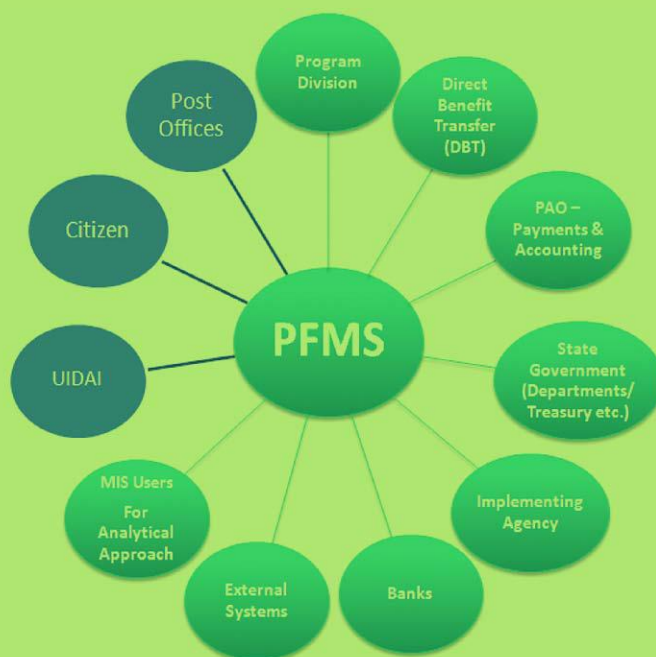 Program
Division
Post
Offices
Direct
Benefit
Transfer
(DBT)
Citizen
PAO –
Payments &
Accounting
PFMS
UIDAI
State
Government
(Departments/
Treasury etc.)
MIS Users
For
Analytical
Approach
Implementing
Agency
External
Systems
Banks